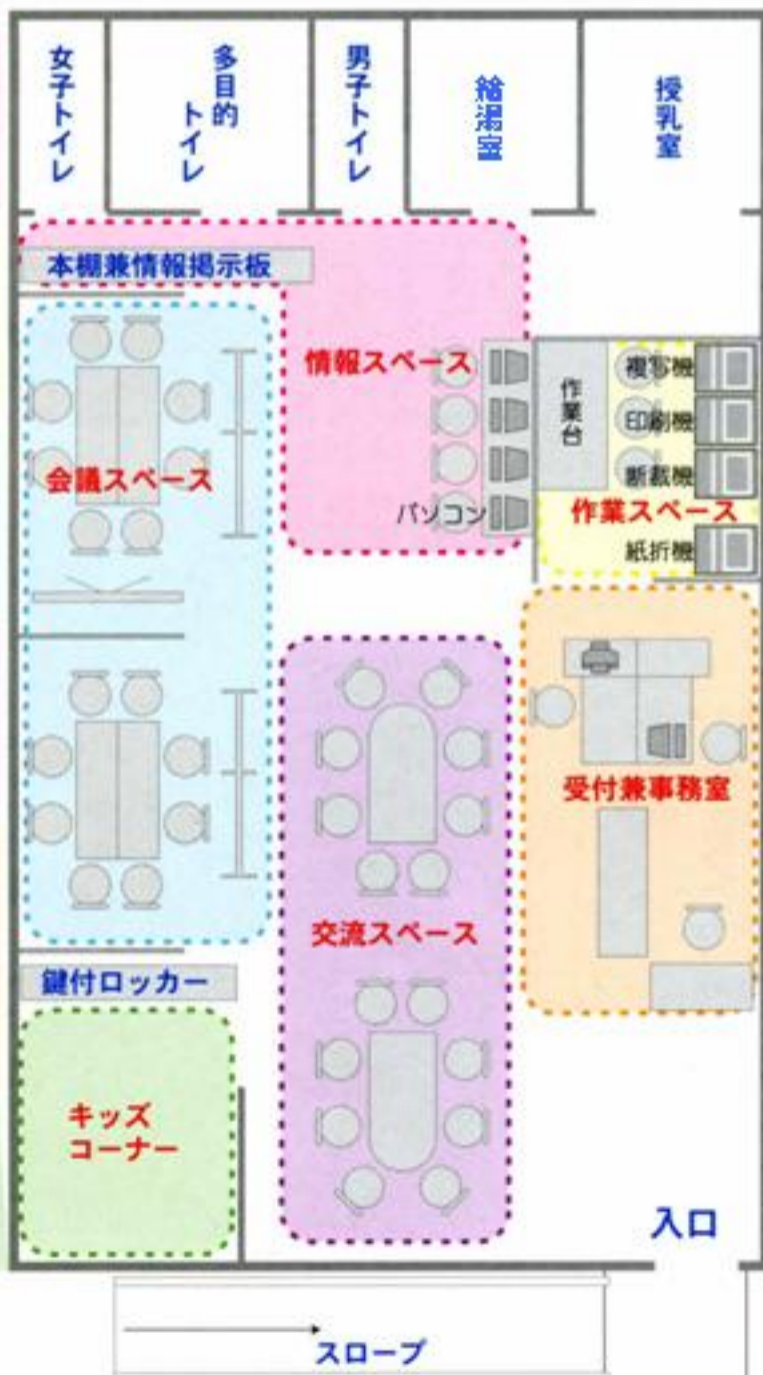 女子トイレ
多目的
トイレ
男子トイレ
給湯室
授乳室
本棚兼情報掲示板
情報スペース
複写機
作業台
印刷機
会議スペース
断裁機
パソコン
作業スペース
紙折機
受付兼事務室
交流スペース
鍵付ロッカー
キッズ
コーナー
入口
スロープ